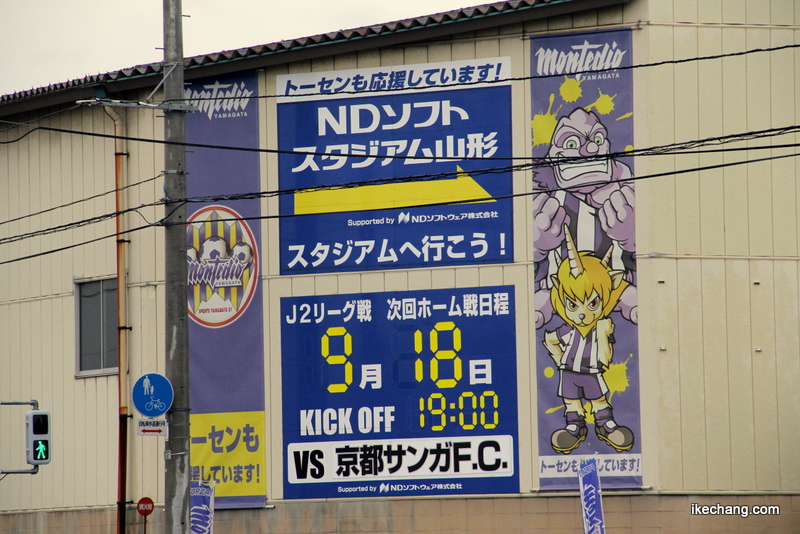 Montedio
YAMAGATA
Montedio
SPORTS YAMAGATA 21
ーセンも
援しています!
トーセンも応援しています!
NDソフト
スタジアム山形
Supported by NDソフトウェア株式会社
スタジアムへ行こう!
J2リーグ戦 次回ホーム戦日程
9月18日
KICK OFF 19:00
VS 京都サンガF.C.
Supported by NDソフトウェア株式会社
Montedio
YAMAGATA
トーセンも応援しています!
消火栓
ikechang.com